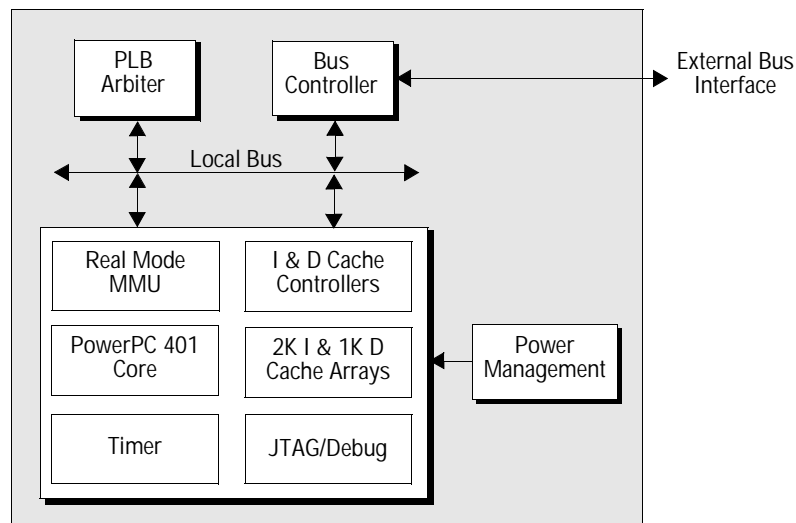 PLB
Arbiter
Bus
Controller
External Bus
Interface
Local Bus
Real Mode
MMU
I & D Cache
Controllers
PowerPC 401
Core
2K I & 1K D
Cache Arrays
Power
Management
Timer
JTAG/Debug